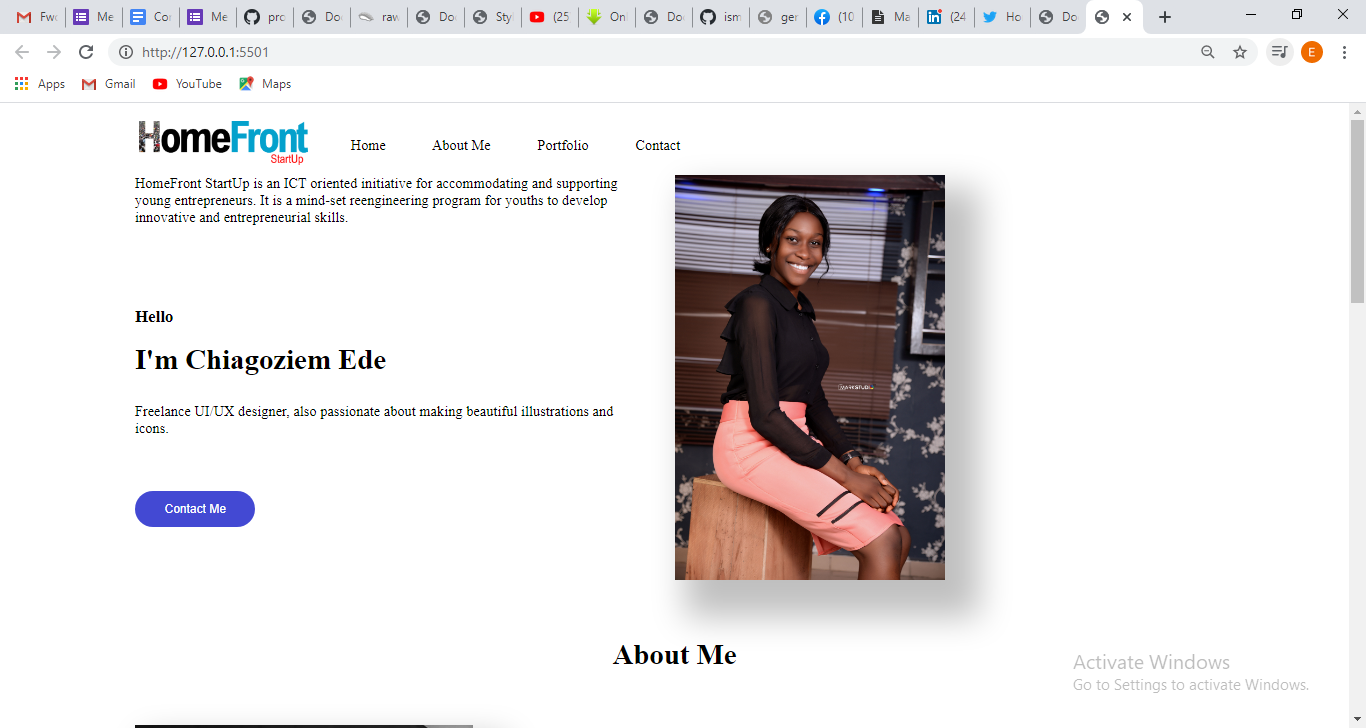 Fwd
Me
Con
Me
pro
Doc
raw
Do
Sty
(25
Onl
Do
ism
ger
(10
Ma
(24
Ho
Do
http://127.0.0.1:5501
E
Apps
Gmail
YouTube
Maps
HomeFront
StartUp
Home
About Me
Portfolio
Contact
HomeFront StartUp is an ICT oriented initiative for accommodating and supporting
young entrepreneurs. It is a mind-set reengineering program for youths to develop
innovative and entrepreneurial skills.
Hello
I'm Chiagoziem Ede
Freelance UI/UX designer, also passionate about making beautiful illustrations and
icons.
Contact Me
About Me
Activate Windows
Go to Settings to activate Windows.